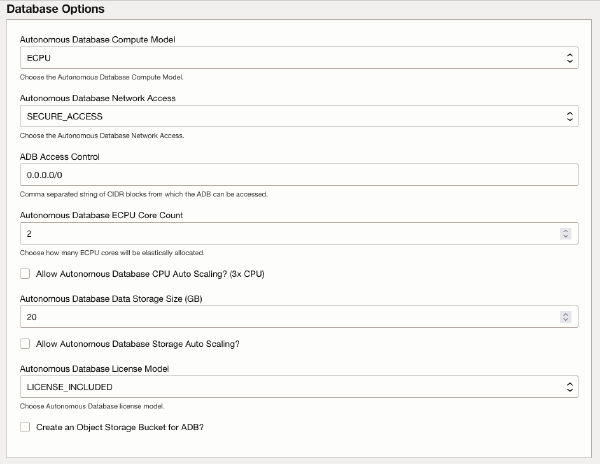 Database Options
Autonomous Database Compute Model
ECPU
Choose the Autonomous Database Compute Model.
Autonomous Database Network Access
SECURE_ACCESS
Choose the Autonomous Database Network Access.
ADB Access Control
0.0.0.0/0
Comma separated string of CIDR blocks from which the ADB can be accessed.
Autonomous Database ECPU Core Count
2
Choose how many ECPU cores will be elastically allocated.
Allow Autonomous Database CPU Auto Scaling? (3x CPU)
Autonomous Database Data Storage Size (GB)
20
Allow Autonomous Database Storage Auto Scaling?
Autonomous Database License Model
LICENSE_INCLUDED
Choose Autonomous Database license model.
Create an Object Storage Bucket for ADB?